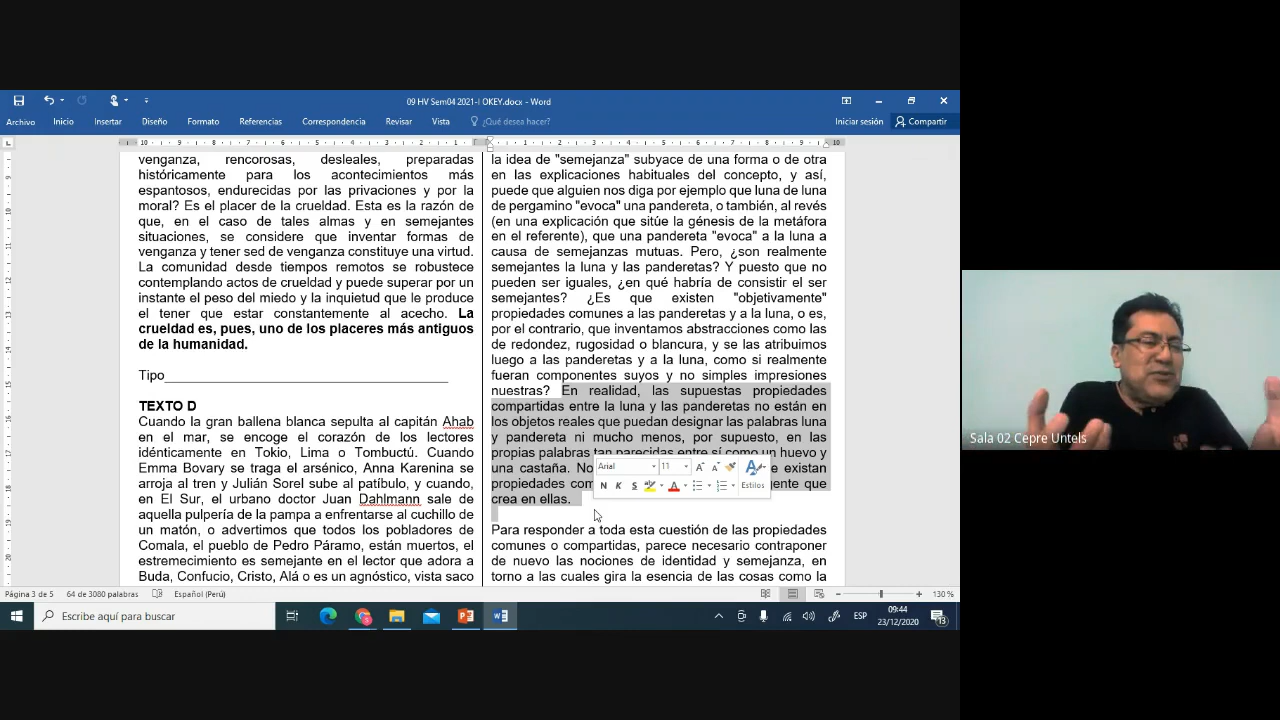 09 HV Sem04 2021-I OKEY.docx - Word
Archivo Inicio Insertar Diseño Formato Referencias Correspondencia Revisar Vista ¿Qué desea hacer? Iniciar sesión Compartir
venganza, rencorosas, desleales, preparadas
históricamente para los acontecimientos más
espantosos, endurecidas por las privaciones y por la
moral? Es el placer de la crueldad. Esta es la razón de
que, en el caso de tales almas y en semejantes
situaciones, se considere que inventar formas de
venganza y tener sed de venganza constituye una virtud.
La comunidad desde tiempos remotos se robustece
contemplando actos de crueldad y puede superar por un
instante el peso del miedo y la inquietud que le produce
el tener que estar constantemente al acecho. La
crueldad es, pues, uno de los placeres más antiguos
de la humanidad.
Tipo
TEXTO D
Cuando la gran ballena blanca sepulta al capitán Ahab
en el mar, se encoge el corazón de los lectores
idénticamente en Tokio, Lima o Tombuctú. Cuando
Emma Bovary se traga el arsénico, Anna Karenina se
arroja al tren y Julián Sorel sube al patíbulo, y cuando,
en El Sur, el urbano doctor Juan Dahlmann sale de
aquella pulpería de la pampa a enfrentarse al cuchillo de
un matón, o advertimos que todos los pobladores de
Comala, el pueblo de Pedro Páramo, están muertos, el
estremecimiento es semejante en el lector que adora a
Buda, Confucio, Cristo, Alá o es un agnóstico, vista saco
la idea de "semejanza" subyace de una forma o de otra
en las explicaciones habituales del concepto, y así,
puede que alguien nos diga por ejemplo que luna de luna
de pergamino "evoca" una pandereta, o también, al revés
(en una explicación que sitúe la génesis de la metáfora
en el referente), que una pandereta "evoca" a la luna a
causa de semejanzas mutuas. Pero, ¿son realmente
semejantes la luna y las panderetas? Y puesto que no
pueden ser iguales, ¿en qué habría de consistir el ser
semejantes? ¿Es que existen "objetivamente"
propiedades comunes a las panderetas y a la luna, o es,
por el contrario, que inventamos abstracciones como las
de redondez, rugosidad o blancura, y se las atribuimos
luego a las panderetas y a la luna, como si realmente
fueran componentes suyos y no simples impresiones
nuestras? En realidad, las supuestas propiedades
compartidas entre la luna y las panderetas no están en
los objetos reales que puedan designar las palabras luna
y pandereta ni mucho menos, por supuesto, en las
propias palabras tan parecidas entre sí como un huevo y
una castaña. No e existan
propiedades com gente que
crea en ellas.
Arial 11
N K S Estilos
Para responder a toda esta cuestión de las propiedades
comunes o compartidas, parece necesario contraponer
de nuevo las nociones de identidad y semejanza, en
torno a las cuales gira la esencia de las cosas como la
Página 3 de 5 64 de 3080 palabras Español (Perú) 130 %
Escribe aquí para buscar
ESP 09:44
23/12/2020
13
Sala 02 Cepre Untels